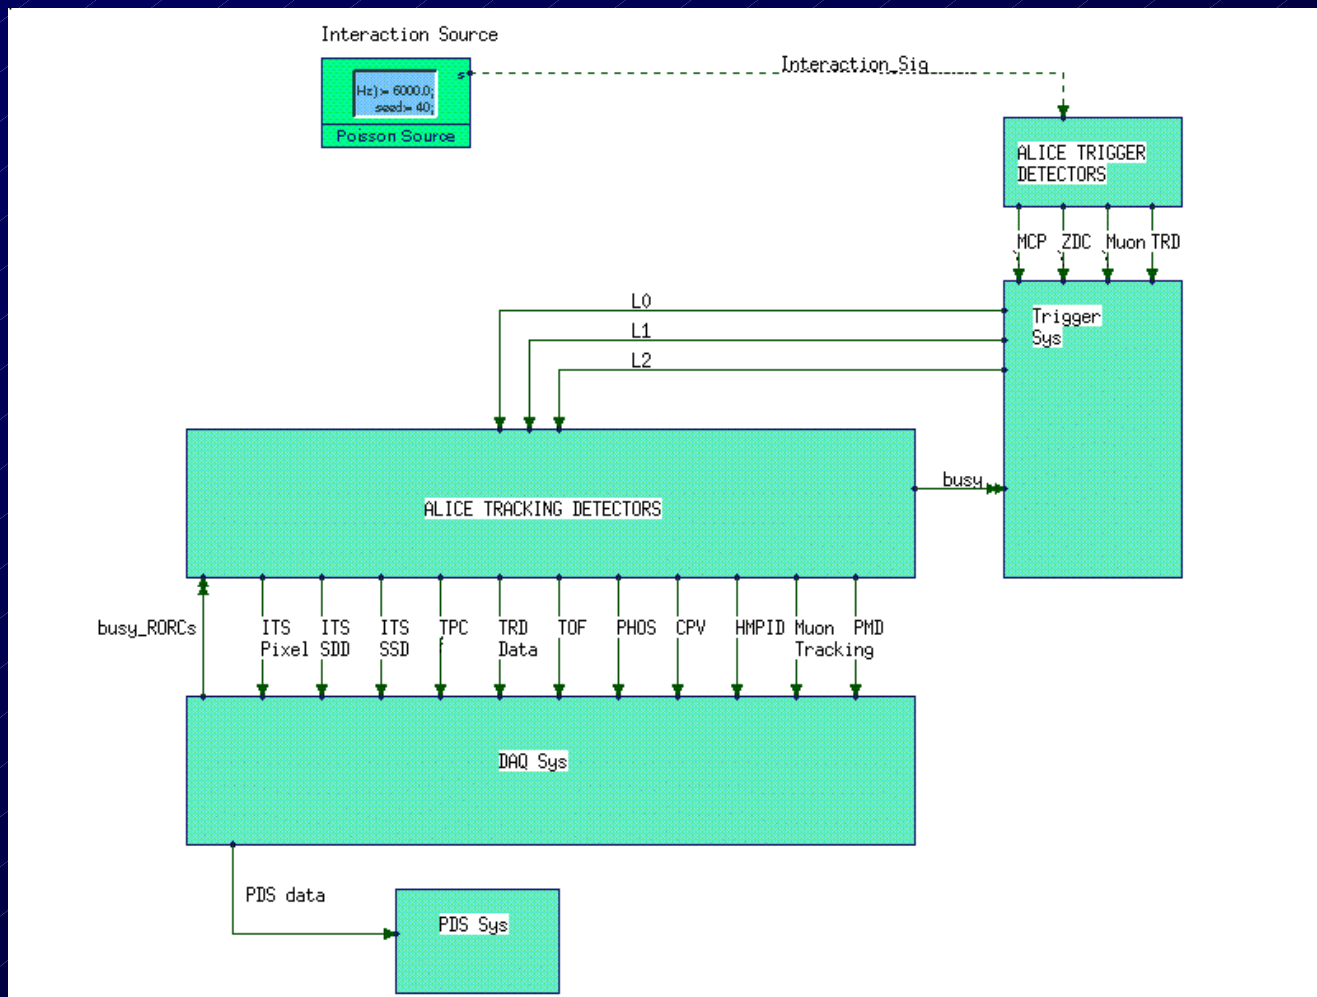 Interaction Source
s
Hz):= 6000.0;
seed:= 40;
Poisson Source
Interaction_Sig
ALICE TRIGGER
DETECTORS
MCP
ZDC
Muon
TRD
L0
L1
L2
Trigger
Sys
ALICE TRACKING DETECTORS
busy
busy_RORCs
ITS
Pixel
ITS
SDD
ITS
SSD
TPC
TRD
Data
TOF
PHOS
CPV
HMPID
Muon
Tracking
PMD
DAQ Sys
PDS data
PDS Sys